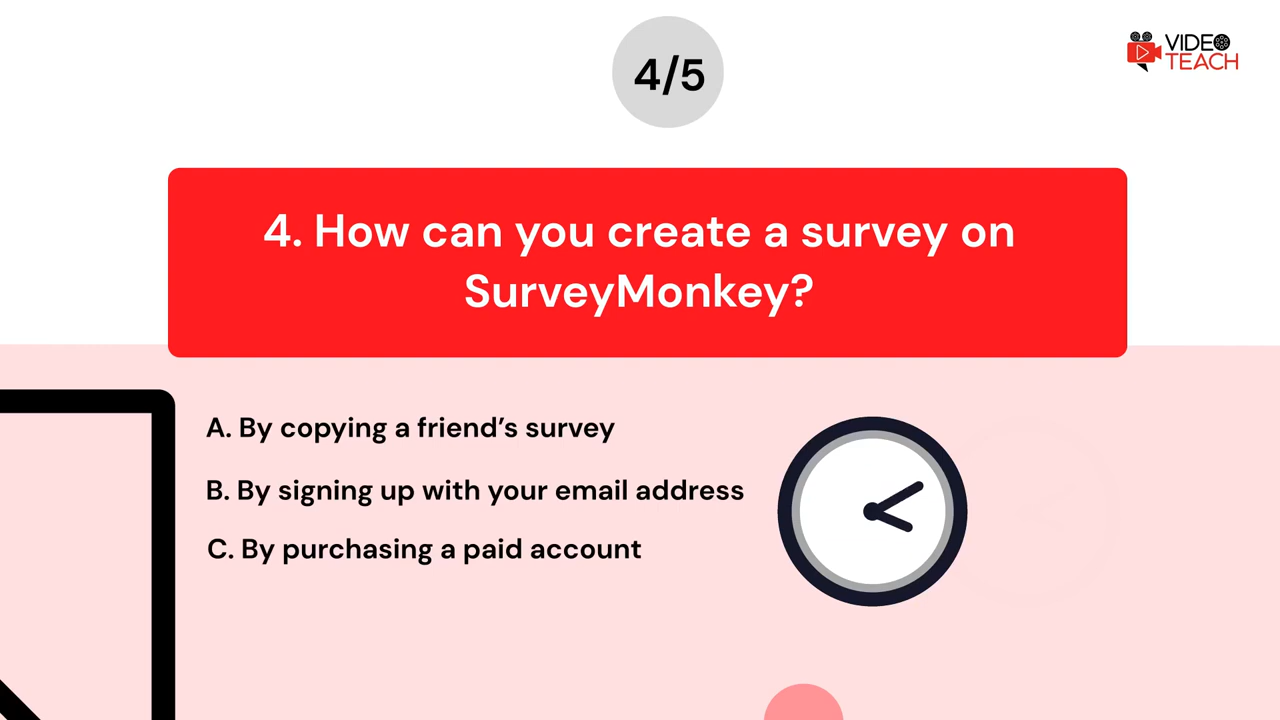 4/5
VIDEO
TEACH
4. How can you create a survey on
SurveyMonkey?
A. By copying a friend’s survey
B. By signing up with your email address
C. By purchasing a paid account